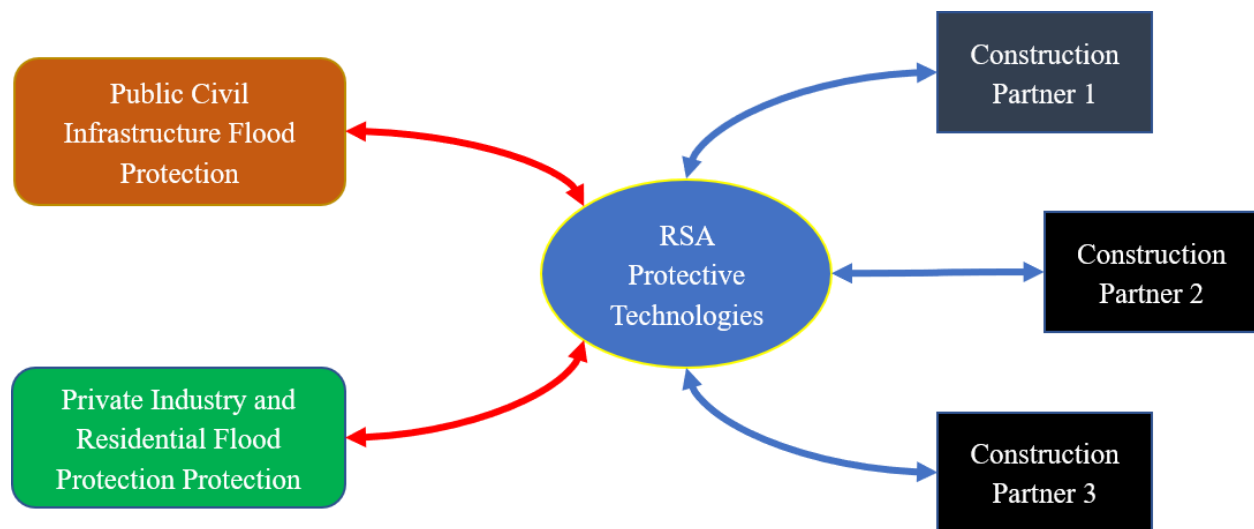 Public Civil
Infrastructure Flood
Protection
Private Industry and
Residential Flood
Protection Protection
RSA
Protective
Technologies
Construction
Partner 1
Construction
Partner 2
Construction
Partner 3